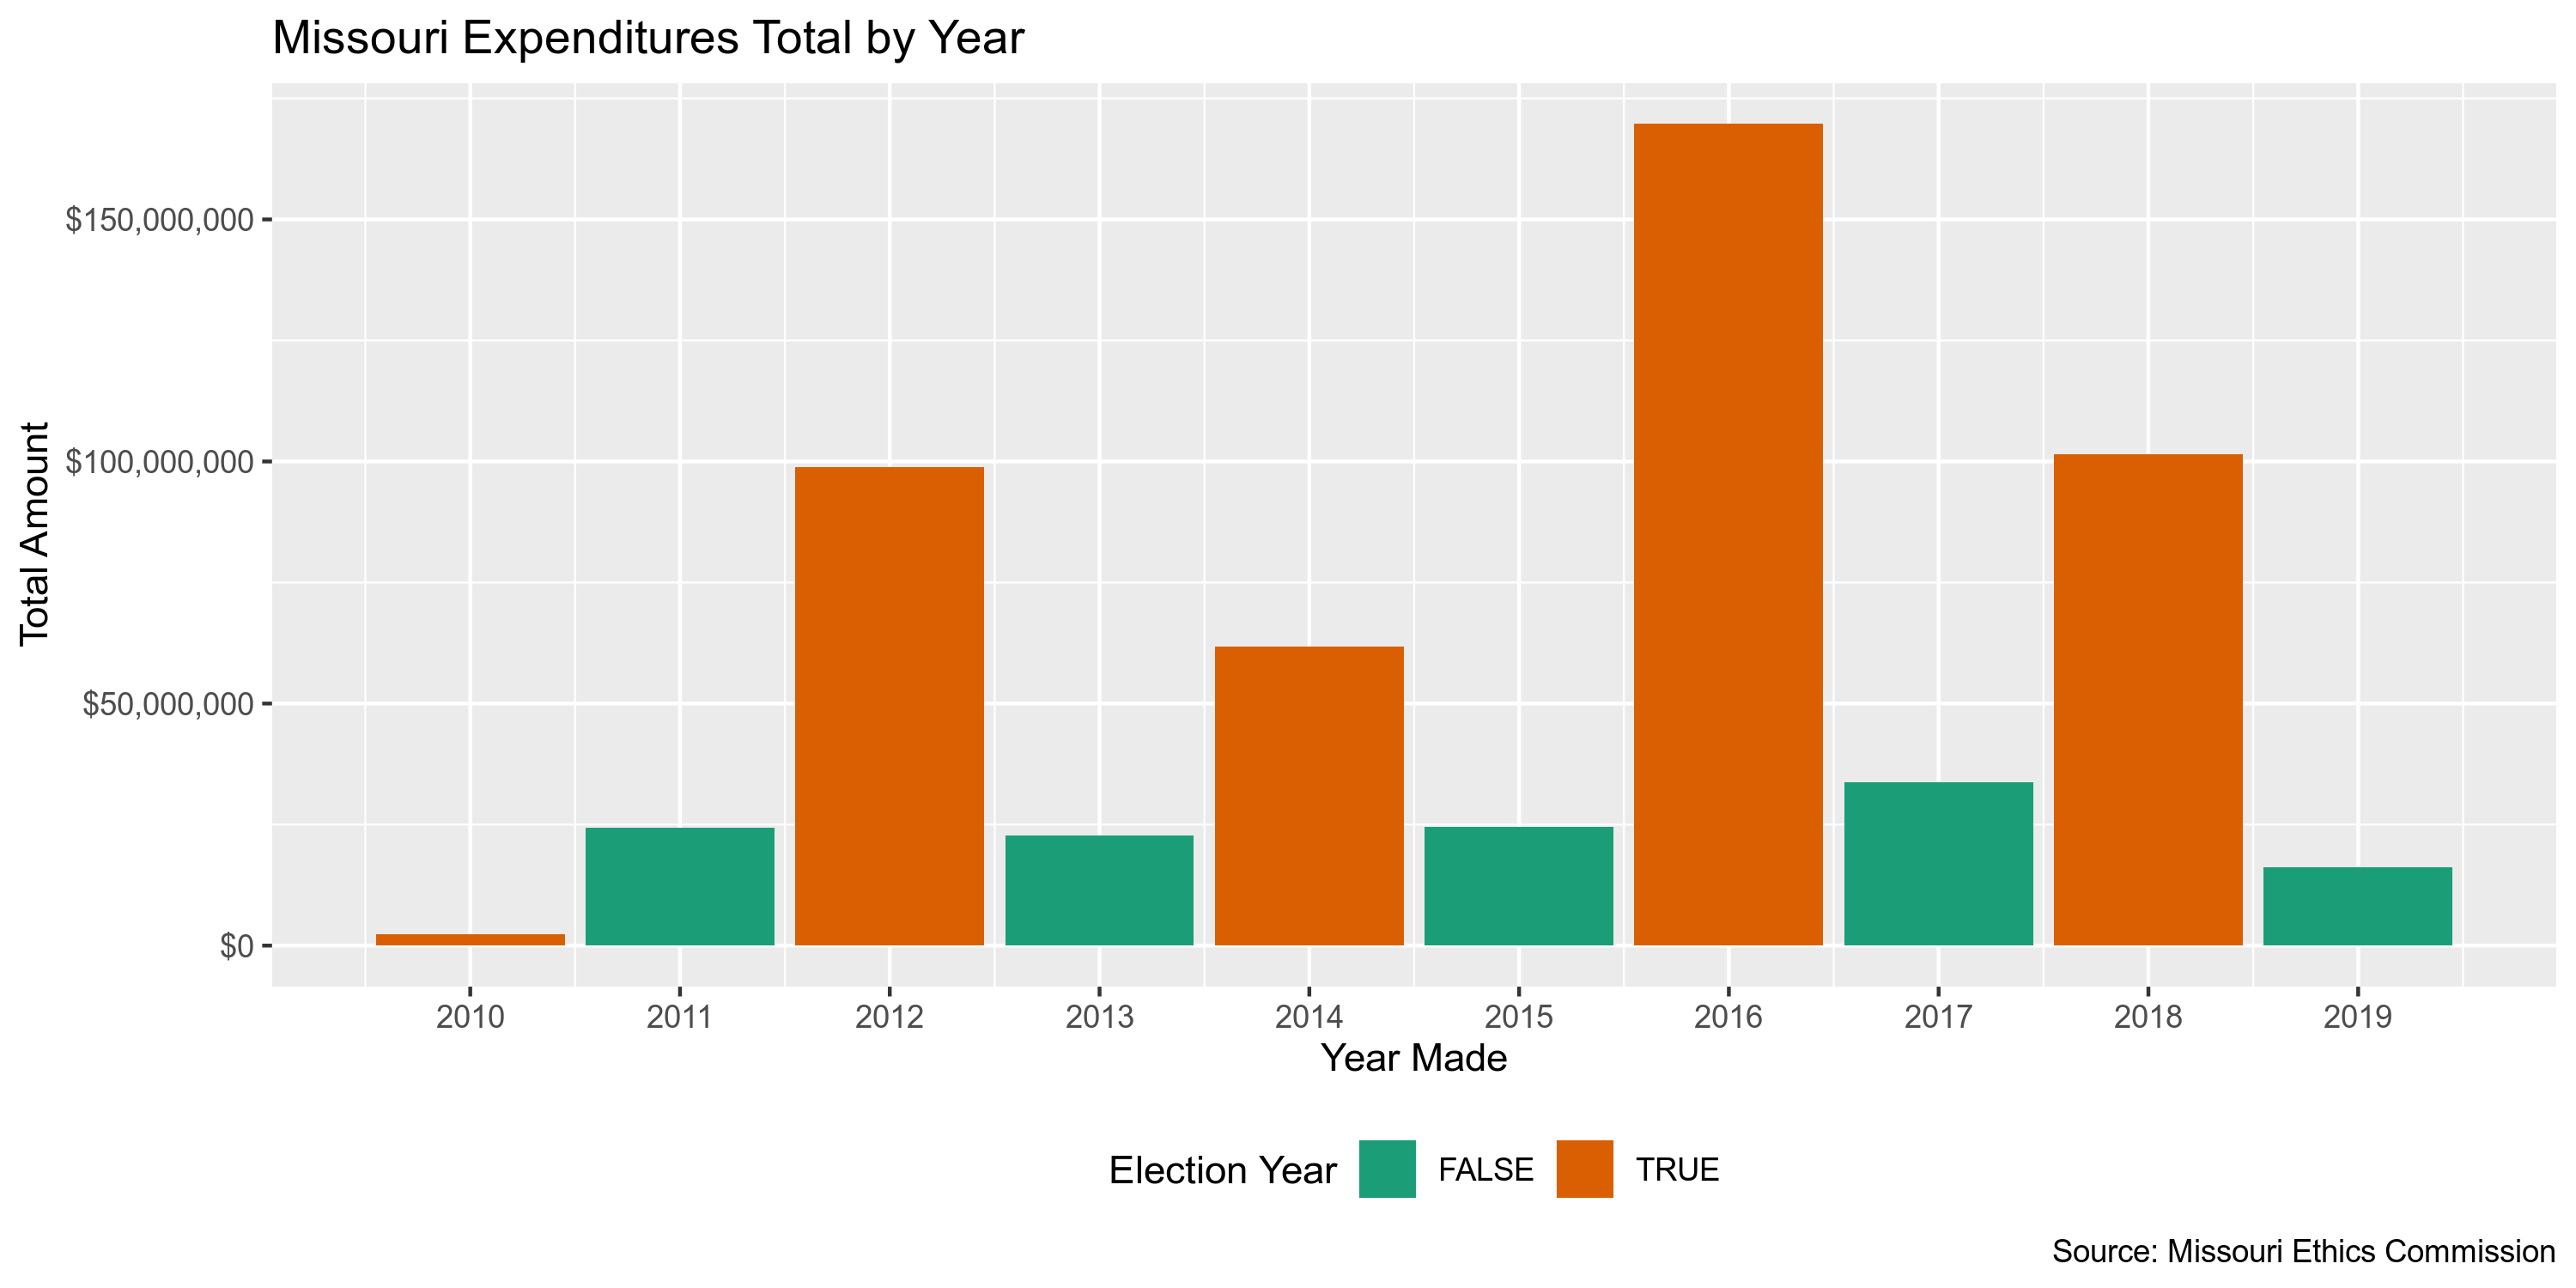 Missouri Expenditures Total by Year
Total Amount
$150,000,000
$100,000,000
$50,000,000
$0
2010 2011 2012 2013 2014 2015 2016 2017 2018 2019
Year Made
Election Year FALSE TRUE
Source: Missouri Ethics Commission